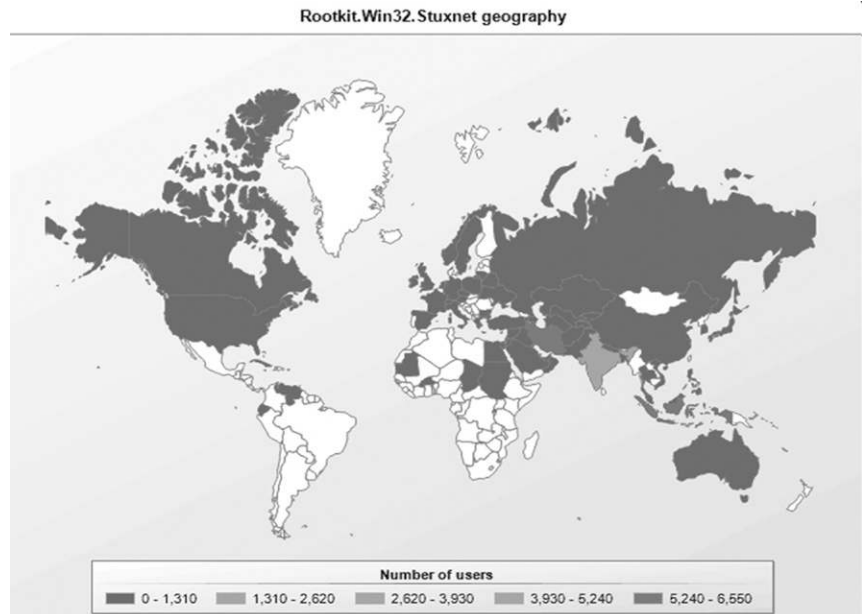 Rootkit.Win32.Stuxnet geography
Number of users
0 - 1,310 1,310 - 2,620 2,620 - 3,930 3,930 - 5,240 5,240 - 6,550